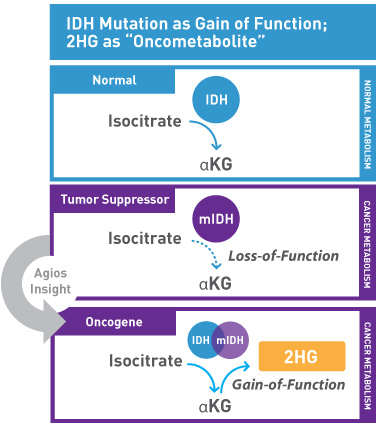 IDH Mutation as Gain of Function;
2HG as “Oncometabolite”
Normal
IDH
Isocitrate
αKG
NORMAL METABOLISM
Tumor Suppressor
mIDH
Isocitrate
Loss-of-Function
αKG
CANCER METABOLISM
Agios
Insight
Oncogene
IDH mIDH
Isocitrate
2HG
Gain-of-Function
αKG
CANCER METABOLISM